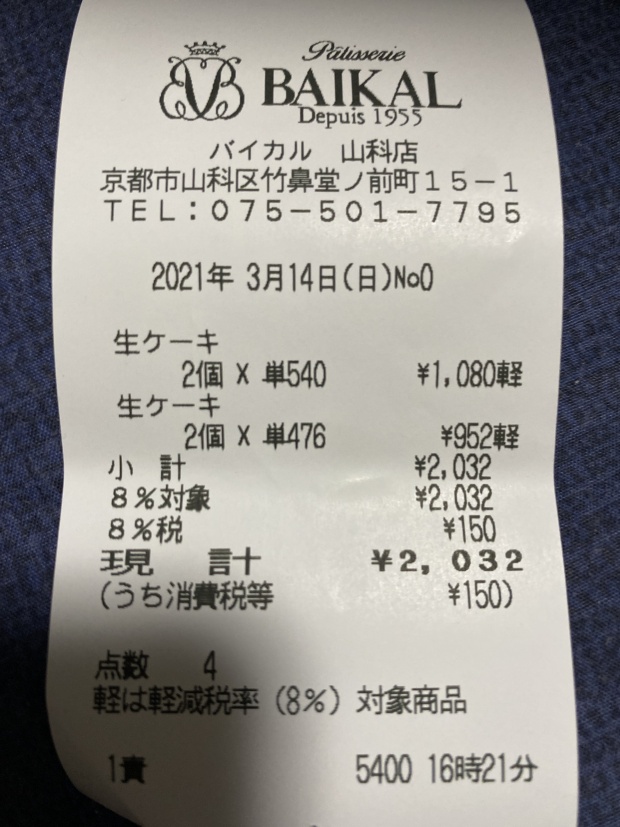 Pâtisserie
BAIKAL
Depuis 1955
バイカル 山科店
京都市山科区竹鼻堂ノ前町15-1
TEL:075-501-7795
2021年 3月14日(日)No0
生ケーキ
2個 X 単540 ¥1,080軽
生ケーキ
2個 X 単476 ¥952軽
小 計 ¥2,032
8%対象 ¥2,032
8%税 ¥150
現 計 ¥2,032
(うち消費税等 ¥150)
点数 4
軽は軽減税率(8%)対象商品
1責 5400 16時21分